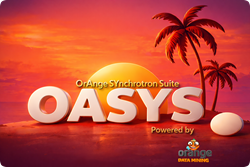 OrAnge SYnchrotron Suite
OASYS
Powered by
orange
DATA MINING